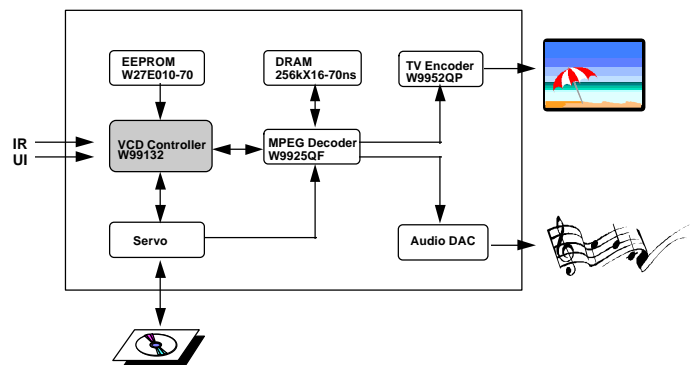 EEPROM
W27E010-70
DRAM
256kX16-70ns
TV Encoder
W9952QP
IR
UI
VCD Controller
W99132
MPEG Decoder
W9925QF
Servo
Audio DAC